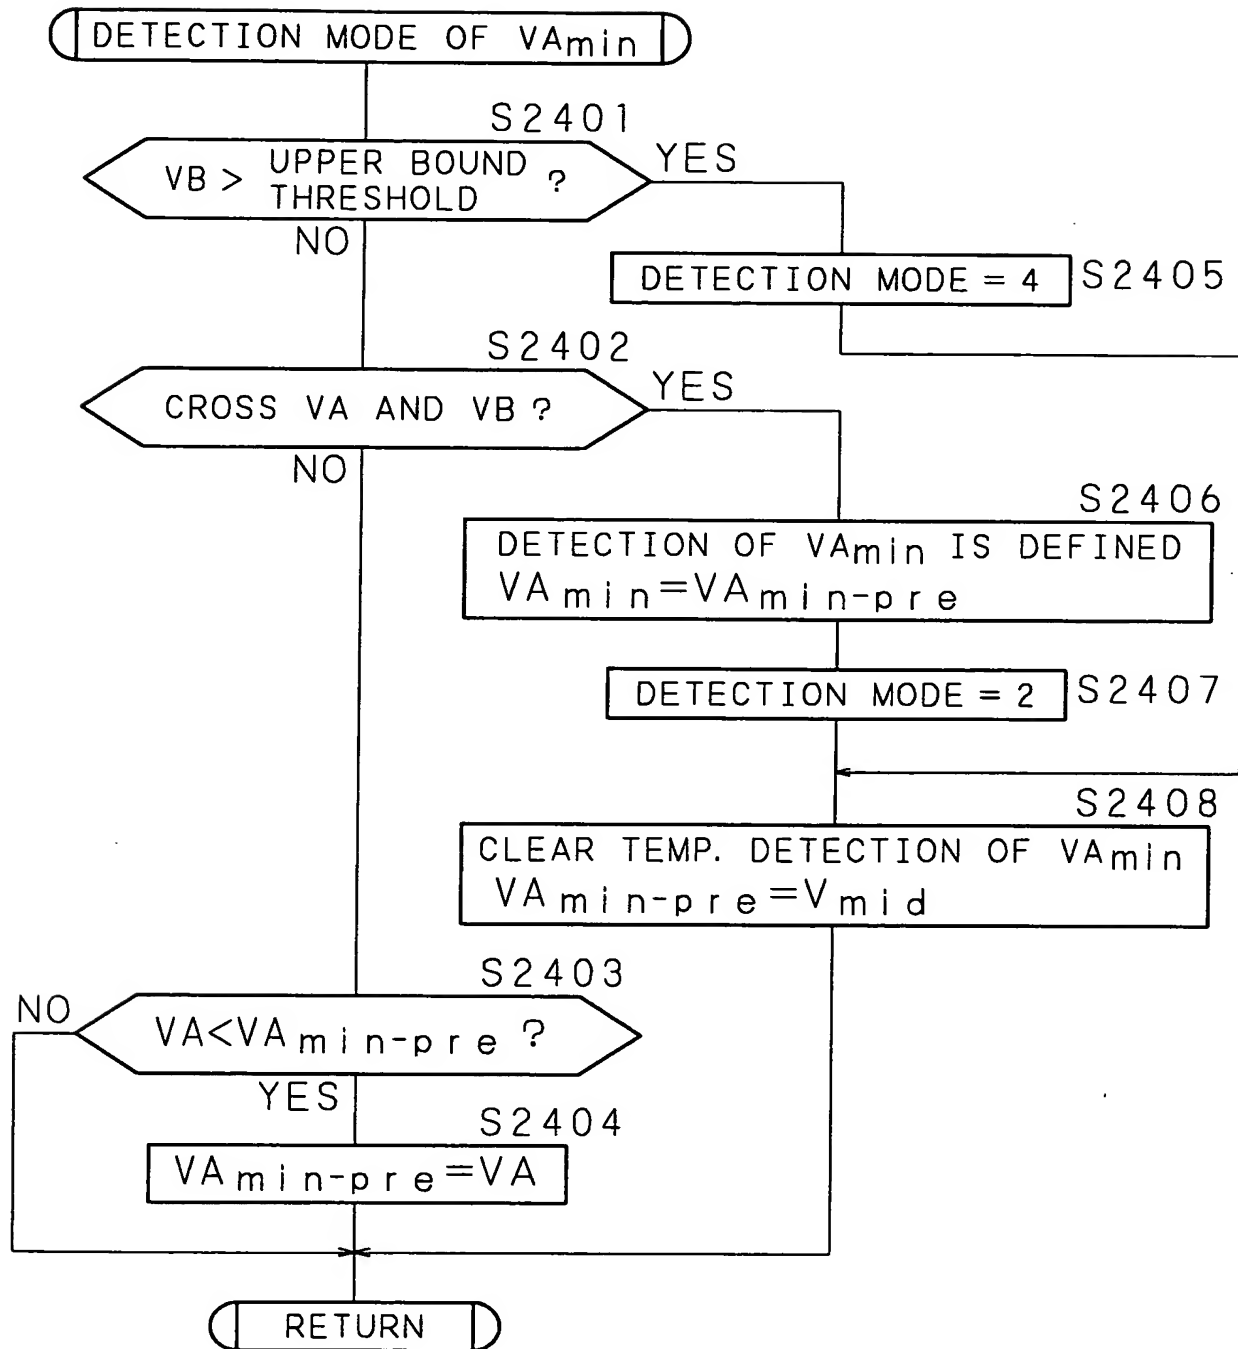 DETECTION MODE OF VAmin
S2401
VB > UPPER BOUND THRESHOLD ?
YES
NO
DETECTION MODE = 4
S2405
S2402
CROSS VA AND VB ?
YES
NO
S2406
DETECTION OF VAmin IS DEFINED
VAmin=VAmin-pre
DETECTION MODE = 2
S2407
S2408
CLEAR TEMP. DETECTION OF VAmin
VAmin-pre=Vmid
S2403
NO
VA<VAmin-pre ?
YES
S2404
VAmin-pre=VA
RETURN